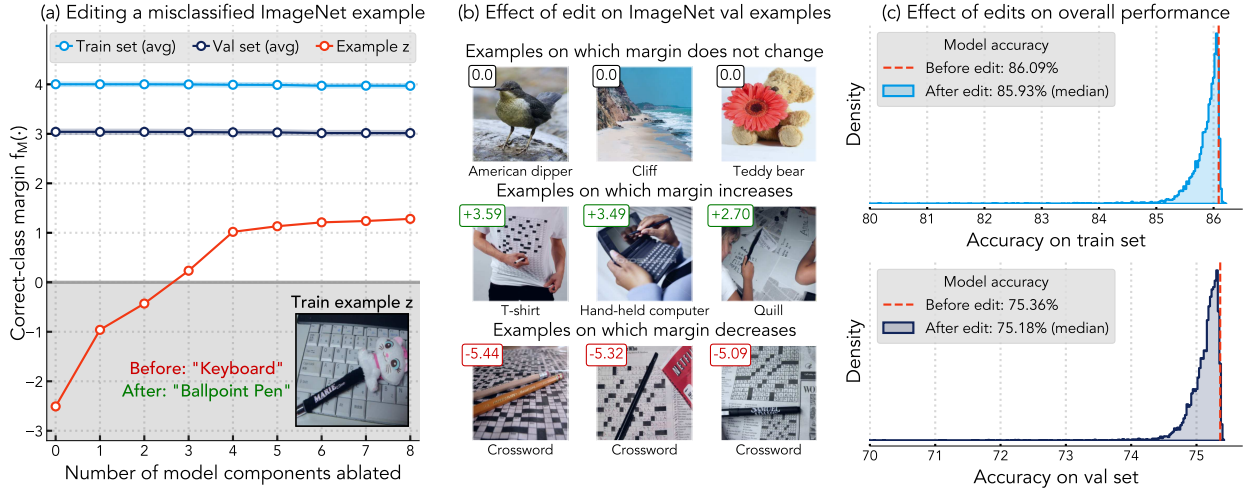 (a) Editing a misclassified ImageNet example
Train set (avg)
Val set (avg)
Example z
Correct-class margin f_M(·)
4
3
2
1
0
−1
−2
−3
Train example z
Before: "Keyboard"
After: "Ballpoint Pen"
0 1 2 3 4 5 6 7 8
Number of model components ablated
(b) Effect of edit on ImageNet val examples
Examples on which margin does not change
0.0 0.0 0.0
American dipper Cliff Teddy bear
Examples on which margin increases
+3.59 +3.49 +2.70
T-shirt Hand-held computer Quill
Examples on which margin decreases
-5.44 -5.32 -5.09
Crossword Crossword Crossword
(c) Effect of edits on overall performance
Model accuracy
Before edit: 86.09%
After edit: 85.93% (median)
Density
80 81 82 83 84 85 86
Accuracy on train set
Model accuracy
Before edit: 75.36%
After edit: 75.18% (median)
Density
70 71 72 73 74 75
Accuracy on val set